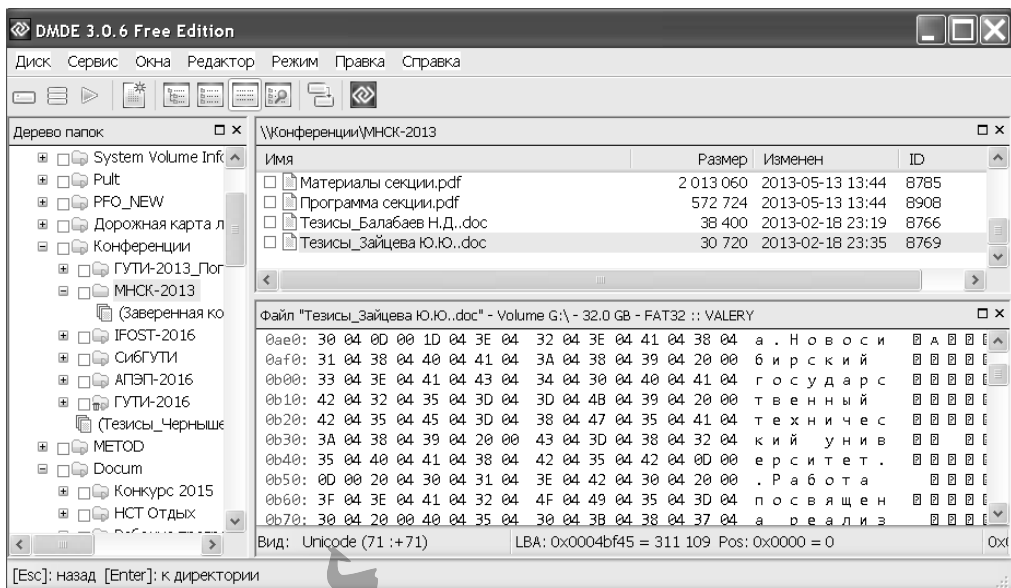 DMDE 3.0.6 Free Edition
Диск Сервис Окна Редактор Режим Правка Справка
Дерево папок
System Volume Info
Pult
PFO_NEW
Дорожная карта л
Конференции
ГУТИ-2013_Пог
МНСК-2013
(Заверенная ко
IFOST-2016
СибГУТИ
АПЭП-2016
ГУТИ-2016
(Тезисы_Черныше
METOD
Docum
Конкурс 2015
НСТ Отдых
\\Конференции\МНСК-2013
Имя Размер Изменен ID
Материалы секции.pdf 2 013 060 2013-05-13 13:44 8785
Программа секции.pdf 572 724 2013-05-13 13:44 8908
Тезисы_Балабаев Н.Д..doc 38 400 2013-02-18 23:19 8766
Тезисы_Зайцева Ю.Ю..doc 30 720 2013-02-18 23:35 8769
Файл "Тезисы_Зайцева Ю.Ю..doc" - Volume G:\ - 32.0 GB - FAT32 :: VALERY
0ae0: 30 04 0D 00 1D 04 3E 04 32 04 3E 04 41 04 38 04 а . Н о в о с и
0af0: 31 04 38 04 40 04 41 04 3A 04 38 04 39 04 20 00 б и р с к и й
0b00: 33 04 3E 04 41 04 43 04 34 04 30 04 40 04 41 04 г о с у д а р с
0b10: 42 04 32 04 35 04 3D 04 3D 04 4B 04 39 04 20 00 т в е н н ы й
0b20: 42 04 35 04 45 04 3D 04 38 04 47 04 35 04 41 04 т е х н и ч е с
0b30: 3A 04 38 04 39 04 20 00 43 04 3D 04 38 04 32 04 к и й у н и в
0b40: 35 04 40 04 41 04 38 04 42 04 35 04 42 04 0D 00 е р с и т е т .
0b50: 0D 00 20 04 30 04 31 04 3E 04 42 04 30 04 20 00 . Р а б о т а
0b60: 3F 04 3E 04 41 04 32 04 4F 04 49 04 35 04 3D 04 п о с в я щ е н
0b70: 30 04 20 00 40 04 35 04 30 04 3B 04 38 04 37 04 а р е а л и з
Вид: Unicode (71 :+71) LBA: 0x0004bf45 = 311 109 Pos: 0x0000 = 0
[Esc]: назад [Enter]: к директории